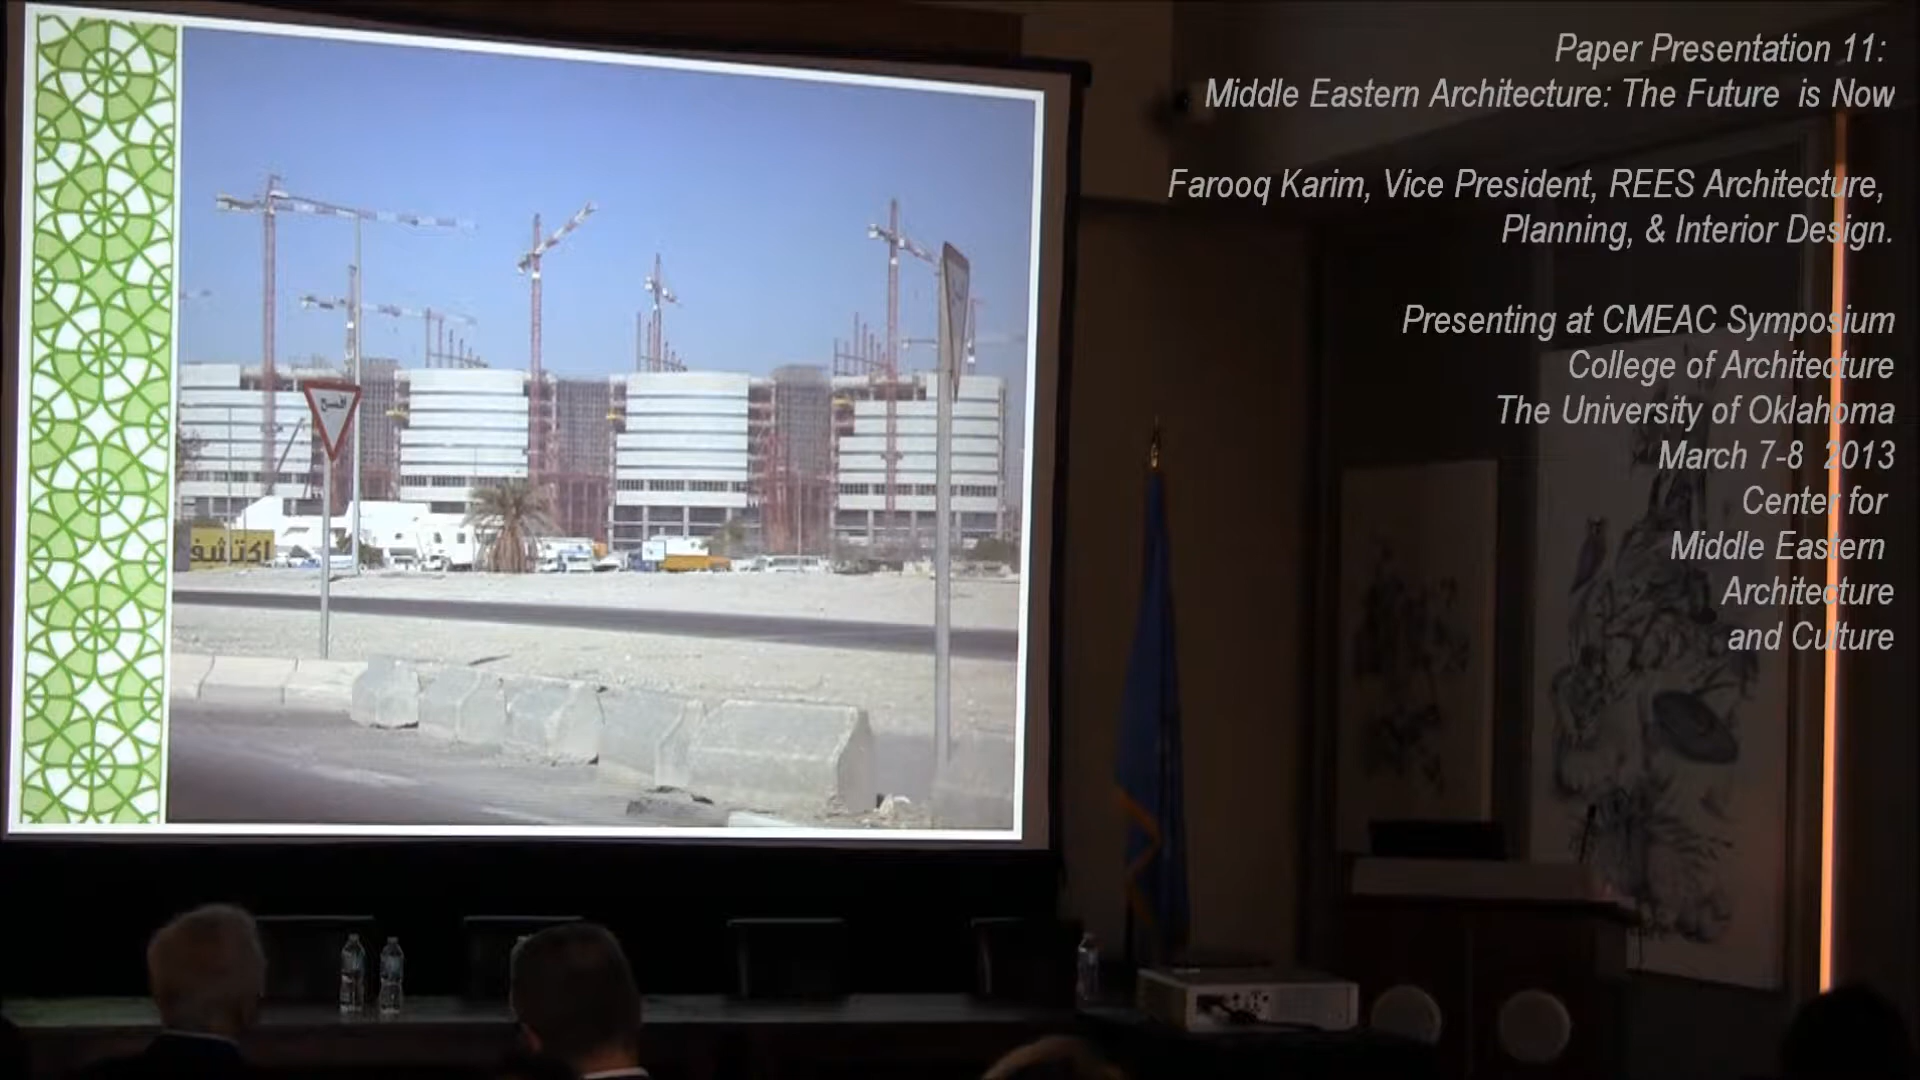 Paper Presentation 11:
Middle Eastern Architecture: The Future is Now
Farooq Karim, Vice President, REES Architecture,
Planning, & Interior Design.
Presenting at CMEAC Symposium
College of Architecture
The University of Oklahoma
March 7-8 2013
Center for
Middle Eastern
Architecture
and Culture
افسح
اكتشف